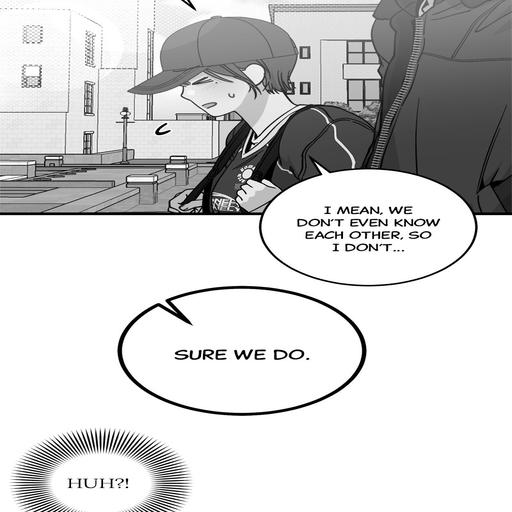 I MEAN, WE
DON'T EVEN KNOW
EACH OTHER, SO
I DON'T...
SURE WE DO.
HUH?!